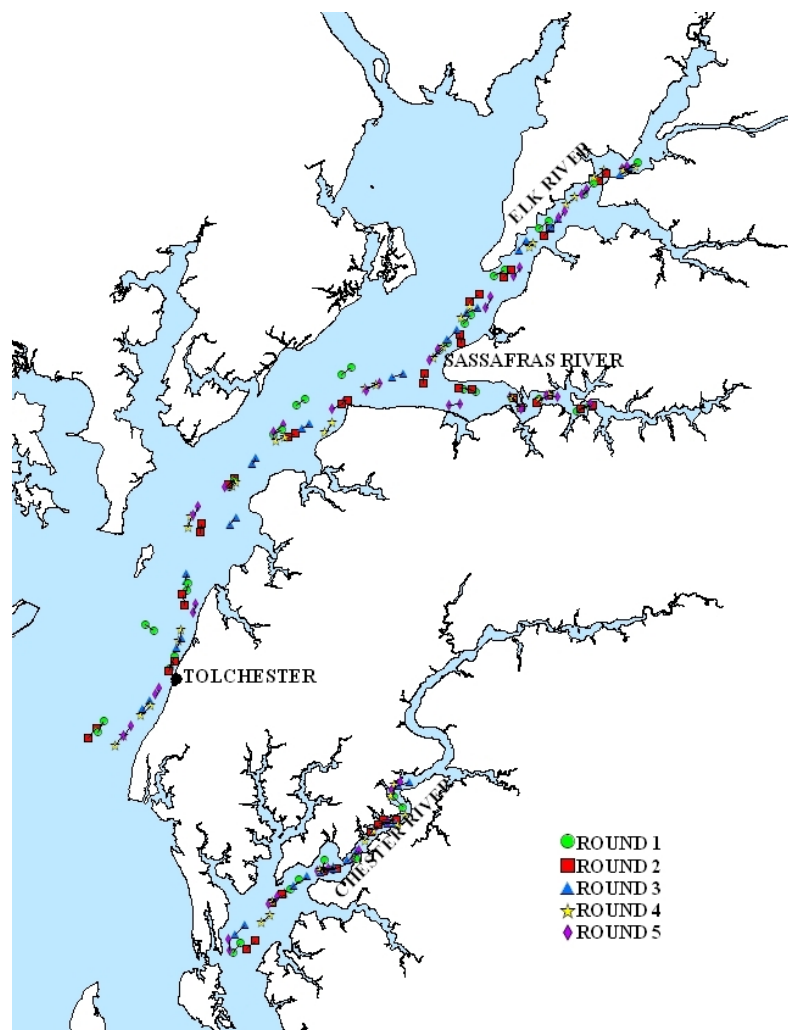 ELK RIVER
SASSAFRAS RIVER
TOLCHESTER
CHESTER RIVER
ROUND 1
ROUND 2
ROUND 3
ROUND 4
ROUND 5